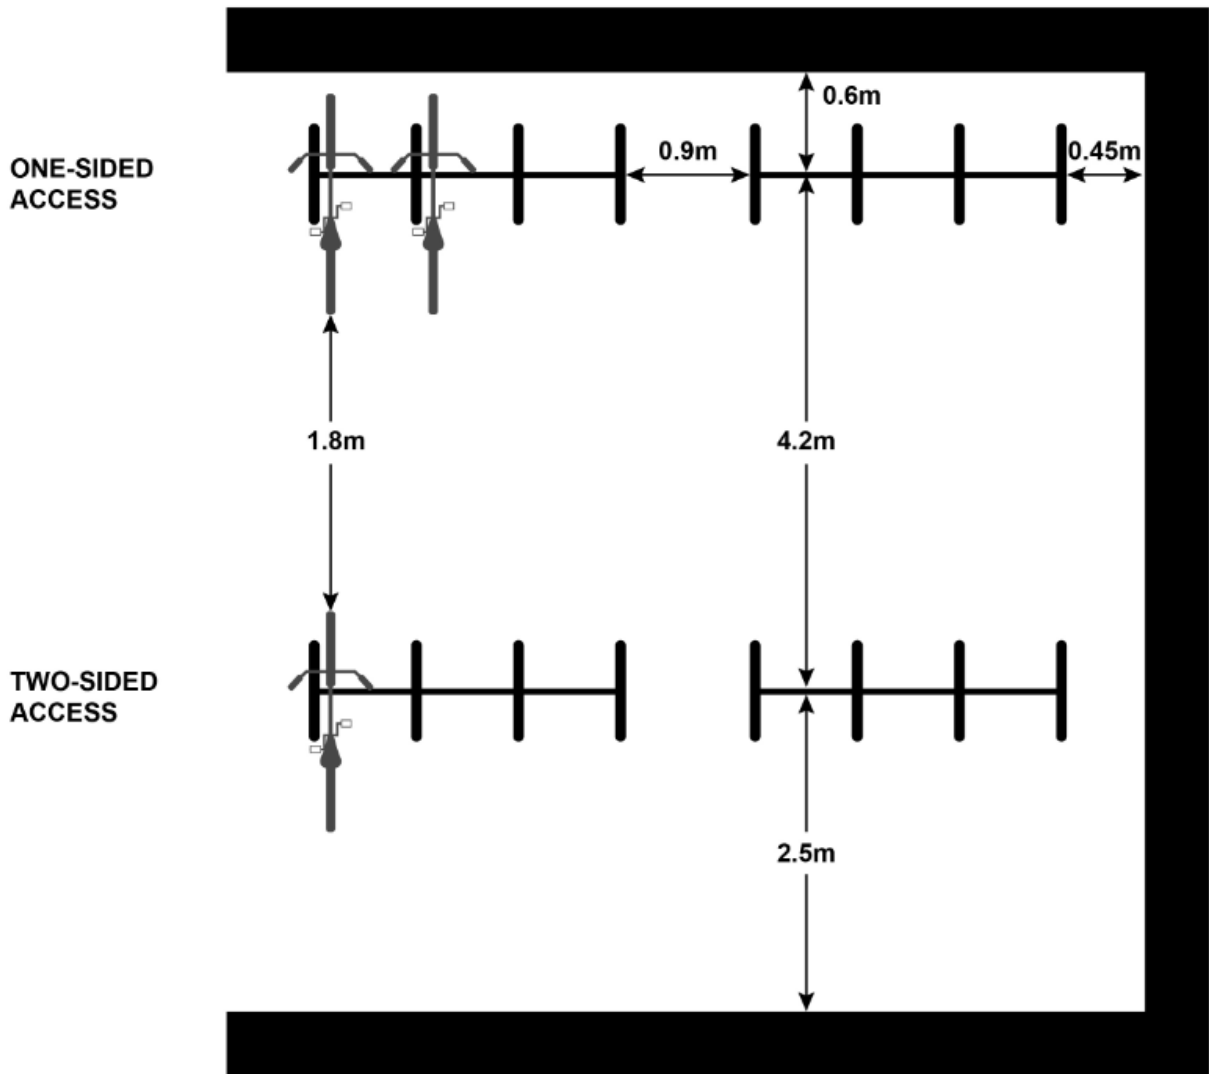 0.6m
ONE-SIDED
ACCESS
0.9m
0.45m
1.8m
4.2m
TWO-SIDED
ACCESS
2.5m